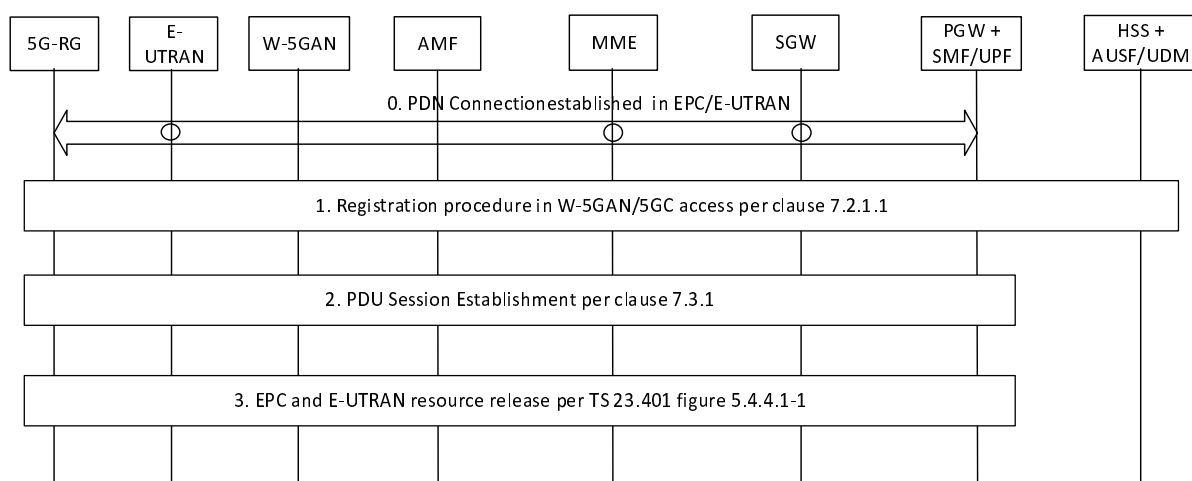 5G-RG
E-
UTRAN
W-5GAN
AMF
MME
SGW
PGW +
SMF/UPF
HSS +
AUSF/UDM
0. PDN Connectionestablished in EPC/E-UTRAN
1. Registration procedure in W-5GAN/5GC access per clause 7.2.1.1
2. PDU Session Establishment per clause 7.3.1
3. EPC and E-UTRAN resource release per TS 23.401 figure 5.4.4.1-1